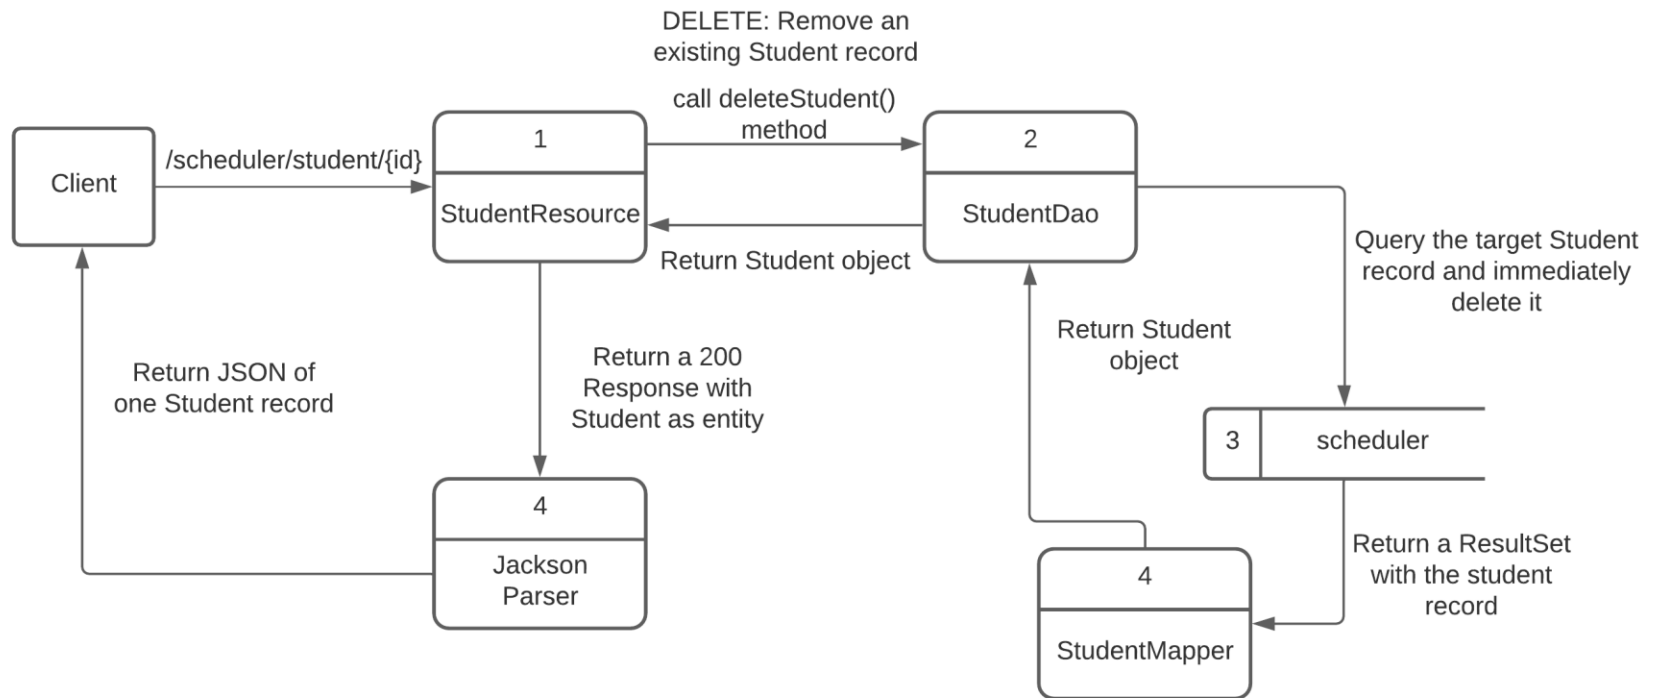 DELETE: Remove an
existing Student record
call deleteStudent()
method
Client
/scheduler/student/{id}
1
StudentResource
2
StudentDao
Return Student object
Query the target Student
record and immediately
delete it
Return Student
object
Return JSON of
one Student record
Return a 200
Response with
Student as entity
3
scheduler
4
Jackson
Parser
Return a ResultSet
with the student
record
4
StudentMapper